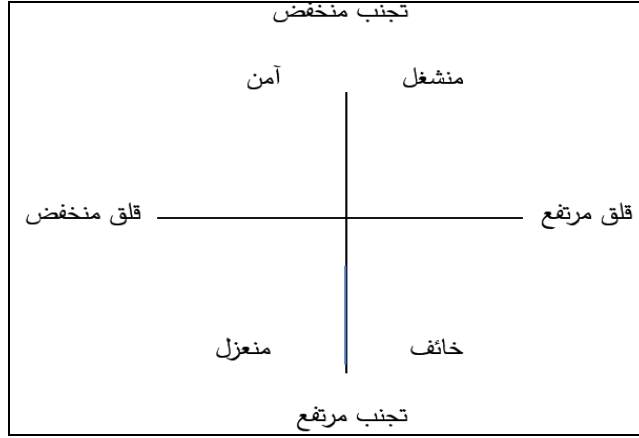 تجنب منخفض
منشغل
آمن
قلق مرتفع
قلق منخفض
خائف
منعزل
تجنب مرتفع